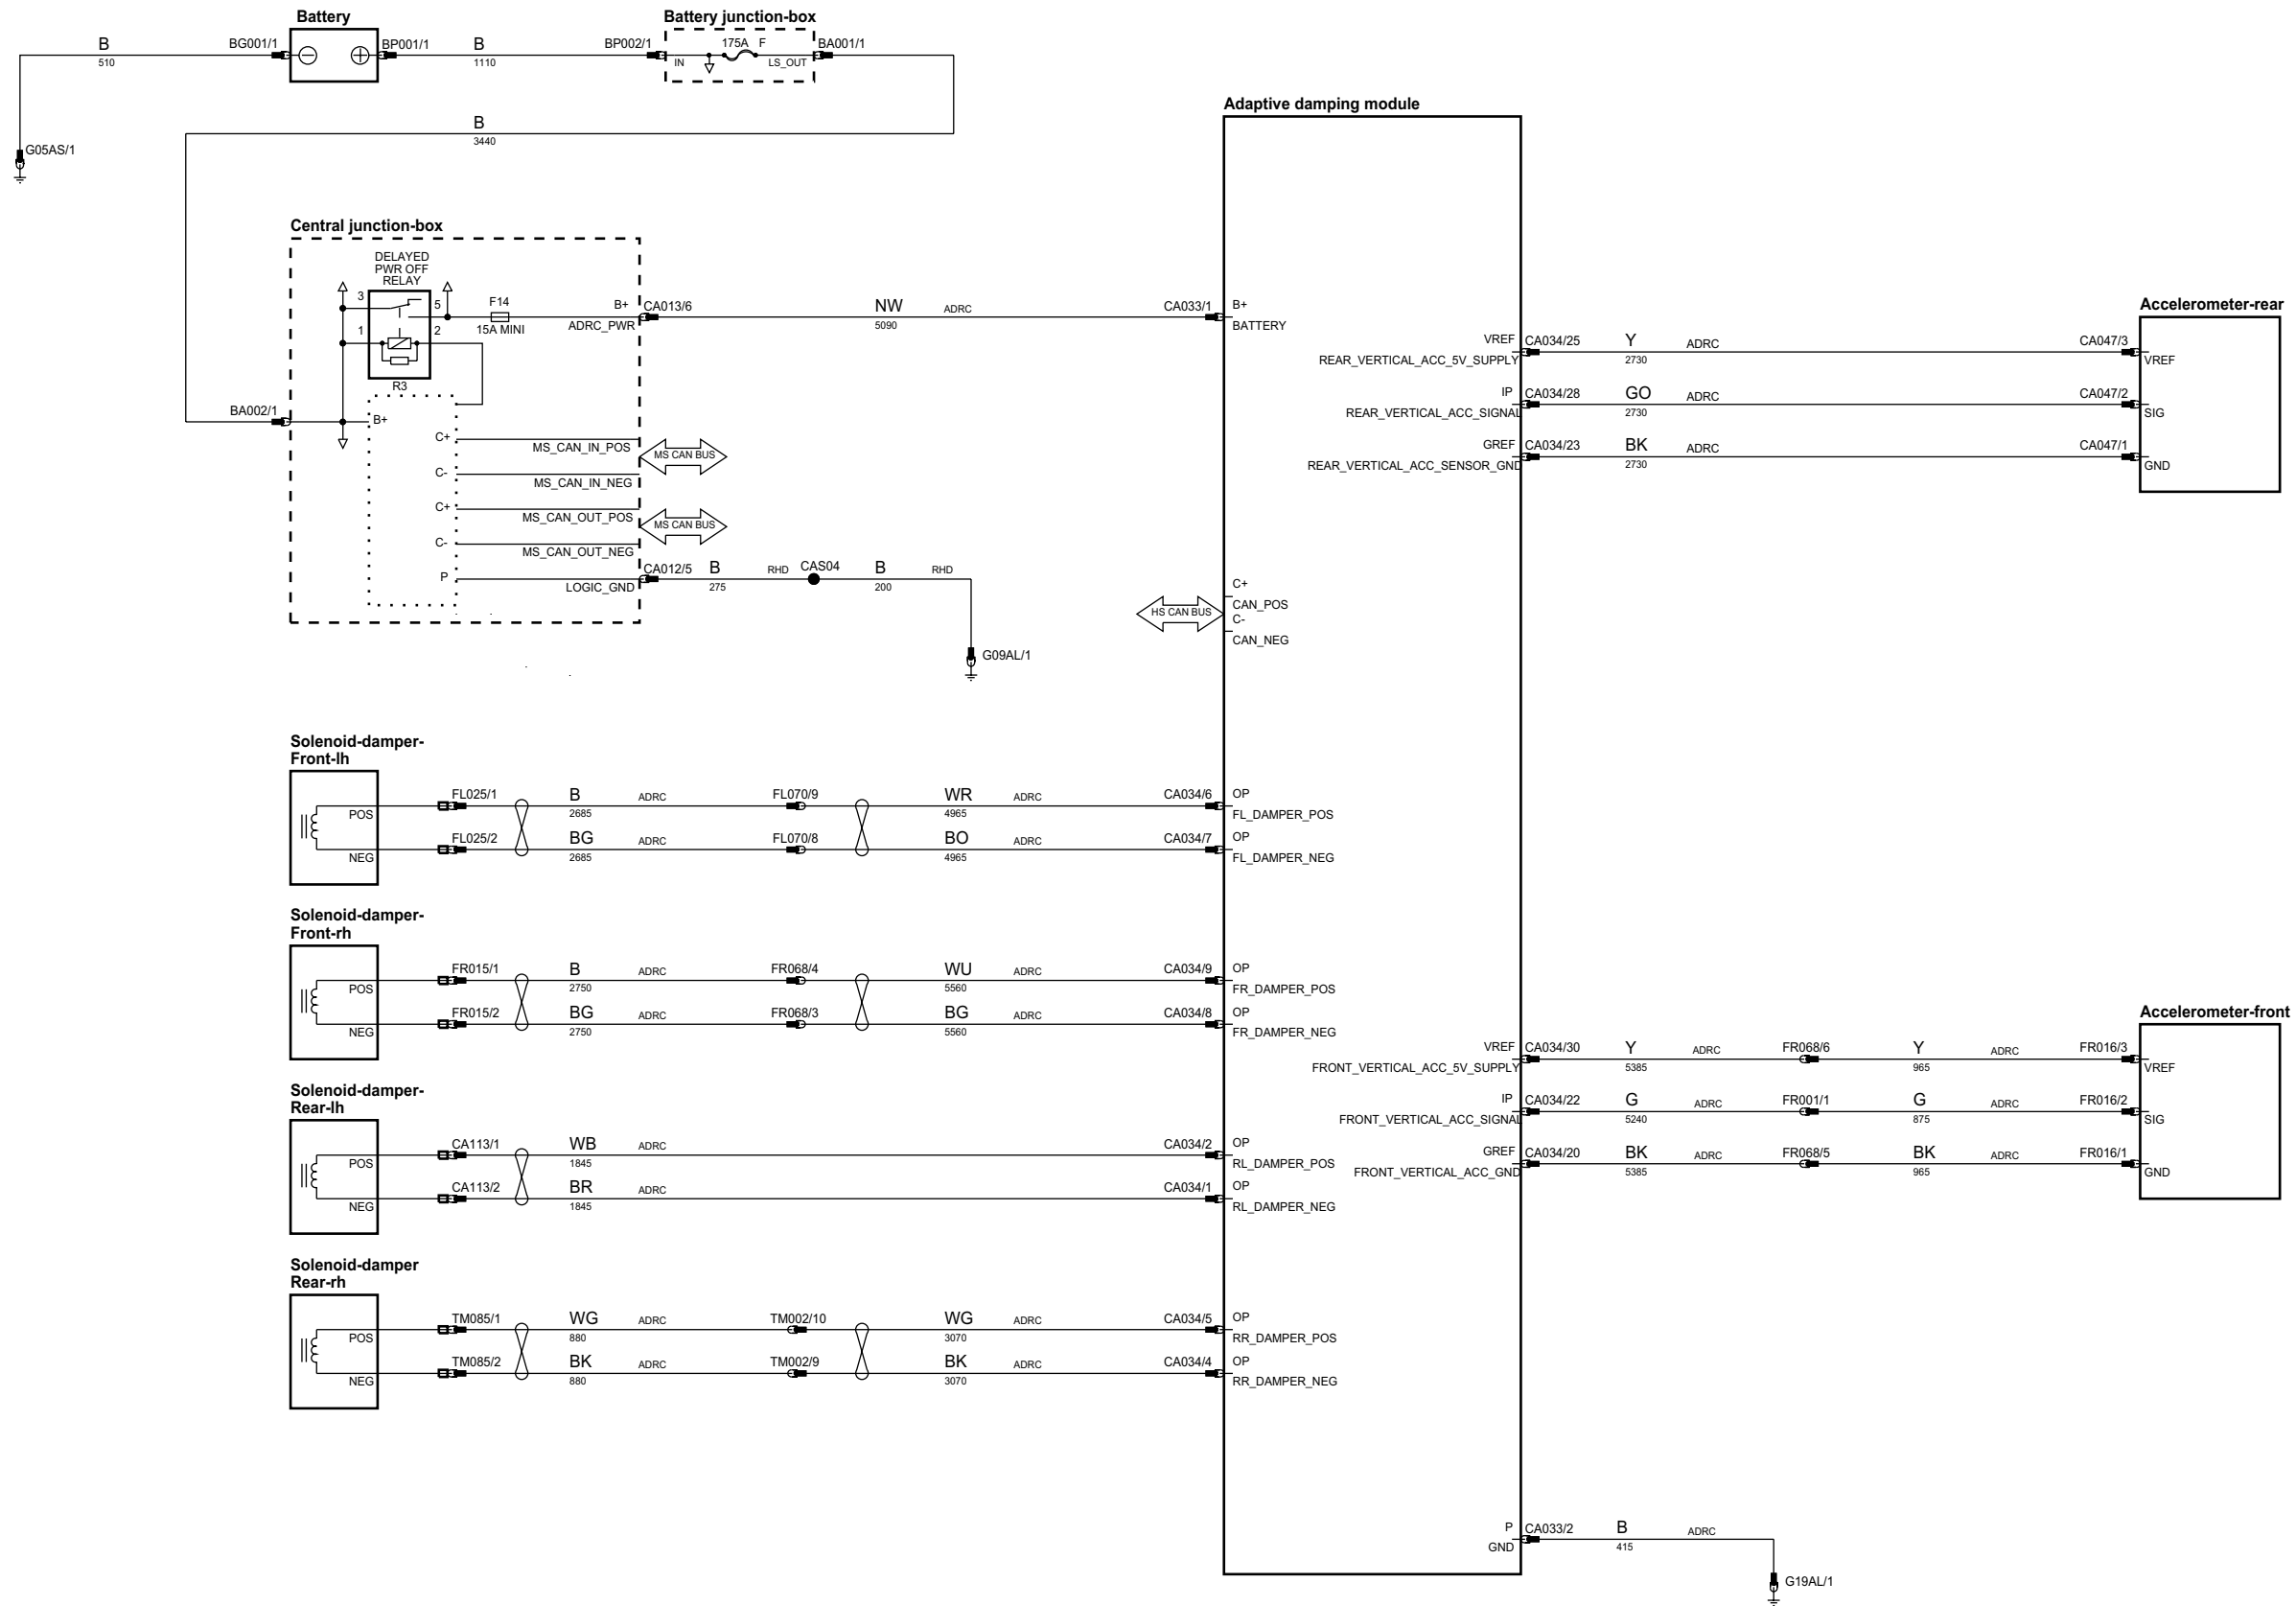 Battery
Battery junction-box
B
510
BG001/1
BP001/1
B
1110
BP002/1
175A F
IN
LS_OUT
BA001/1
B
3440
G05AS/1
Central junction-box
DELAYED
PWR OFF
RELAY
3
5
1
2
R3
F14
15A MINI
B+
ADRC_PWR
CA013/6
NW
5090
ADRC
CA033/1
BA002/1
B+
C+
MS_CAN_IN_POS
MS CAN BUS
C-
MS_CAN_IN_NEG
C+
MS_CAN_OUT_POS
MS CAN BUS
C-
MS_CAN_OUT_NEG
P
LOGIC_GND
CA012/5
B
275
RHD
CAS04
B
200
RHD
G09AL/1
Adaptive damping module
B+
BATTERY
VREF
REAR_VERTICAL_ACC_5V_SUPPLY
CA034/25
Y
2730
ADRC
CA047/3
IP
REAR_VERTICAL_ACC_SIGNAL
CA034/28
GO
2730
ADRC
CA047/2
GREF
REAR_VERTICAL_ACC_SENSOR_GND
CA034/23
BK
2730
ADRC
CA047/1
Accelerometer-rear
VREF
SIG
GND
HS CAN BUS
C+
CAN_POS
C-
CAN_NEG
Solenoid-damper-
Front-lh
POS
NEG
FL025/1
B
2685
ADRC
FL070/9
WR
4965
ADRC
CA034/6
OP
FL_DAMPER_POS
FL025/2
BG
2685
ADRC
FL070/8
BO
4965
ADRC
CA034/7
OP
FL_DAMPER_NEG
Solenoid-damper-
Front-rh
POS
NEG
FR015/1
B
2750
ADRC
FR068/4
WU
5560
ADRC
CA034/9
OP
FR_DAMPER_POS
FR015/2
BG
2750
ADRC
FR068/3
BG
5560
ADRC
CA034/8
OP
FR_DAMPER_NEG
VREF
FRONT_VERTICAL_ACC_5V_SUPPLY
CA034/30
Y
5385
ADRC
FR068/6
Y
965
ADRC
FR016/3
IP
FRONT_VERTICAL_ACC_SIGNAL
CA034/22
G
5240
ADRC
FR001/1
G
875
ADRC
FR016/2
GREF
FRONT_VERTICAL_ACC_GND
CA034/20
BK
5385
ADRC
FR068/5
BK
965
ADRC
FR016/1
Accelerometer-front
VREF
SIG
GND
Solenoid-damper-
Rear-lh
POS
NEG
CA113/1
WB
1845
ADRC
CA034/2
OP
RL_DAMPER_POS
CA113/2
BR
1845
ADRC
CA034/1
OP
RL_DAMPER_NEG
Solenoid-damper
Rear-rh
POS
NEG
TM085/1
WG
880
ADRC
TM002/10
WG
3070
ADRC
CA034/5
OP
RR_DAMPER_POS
TM085/2
BK
880
ADRC
TM002/9
BK
3070
ADRC
CA034/4
OP
RR_DAMPER_NEG
P
GND
CA033/2
B
415
ADRC
G19AL/1